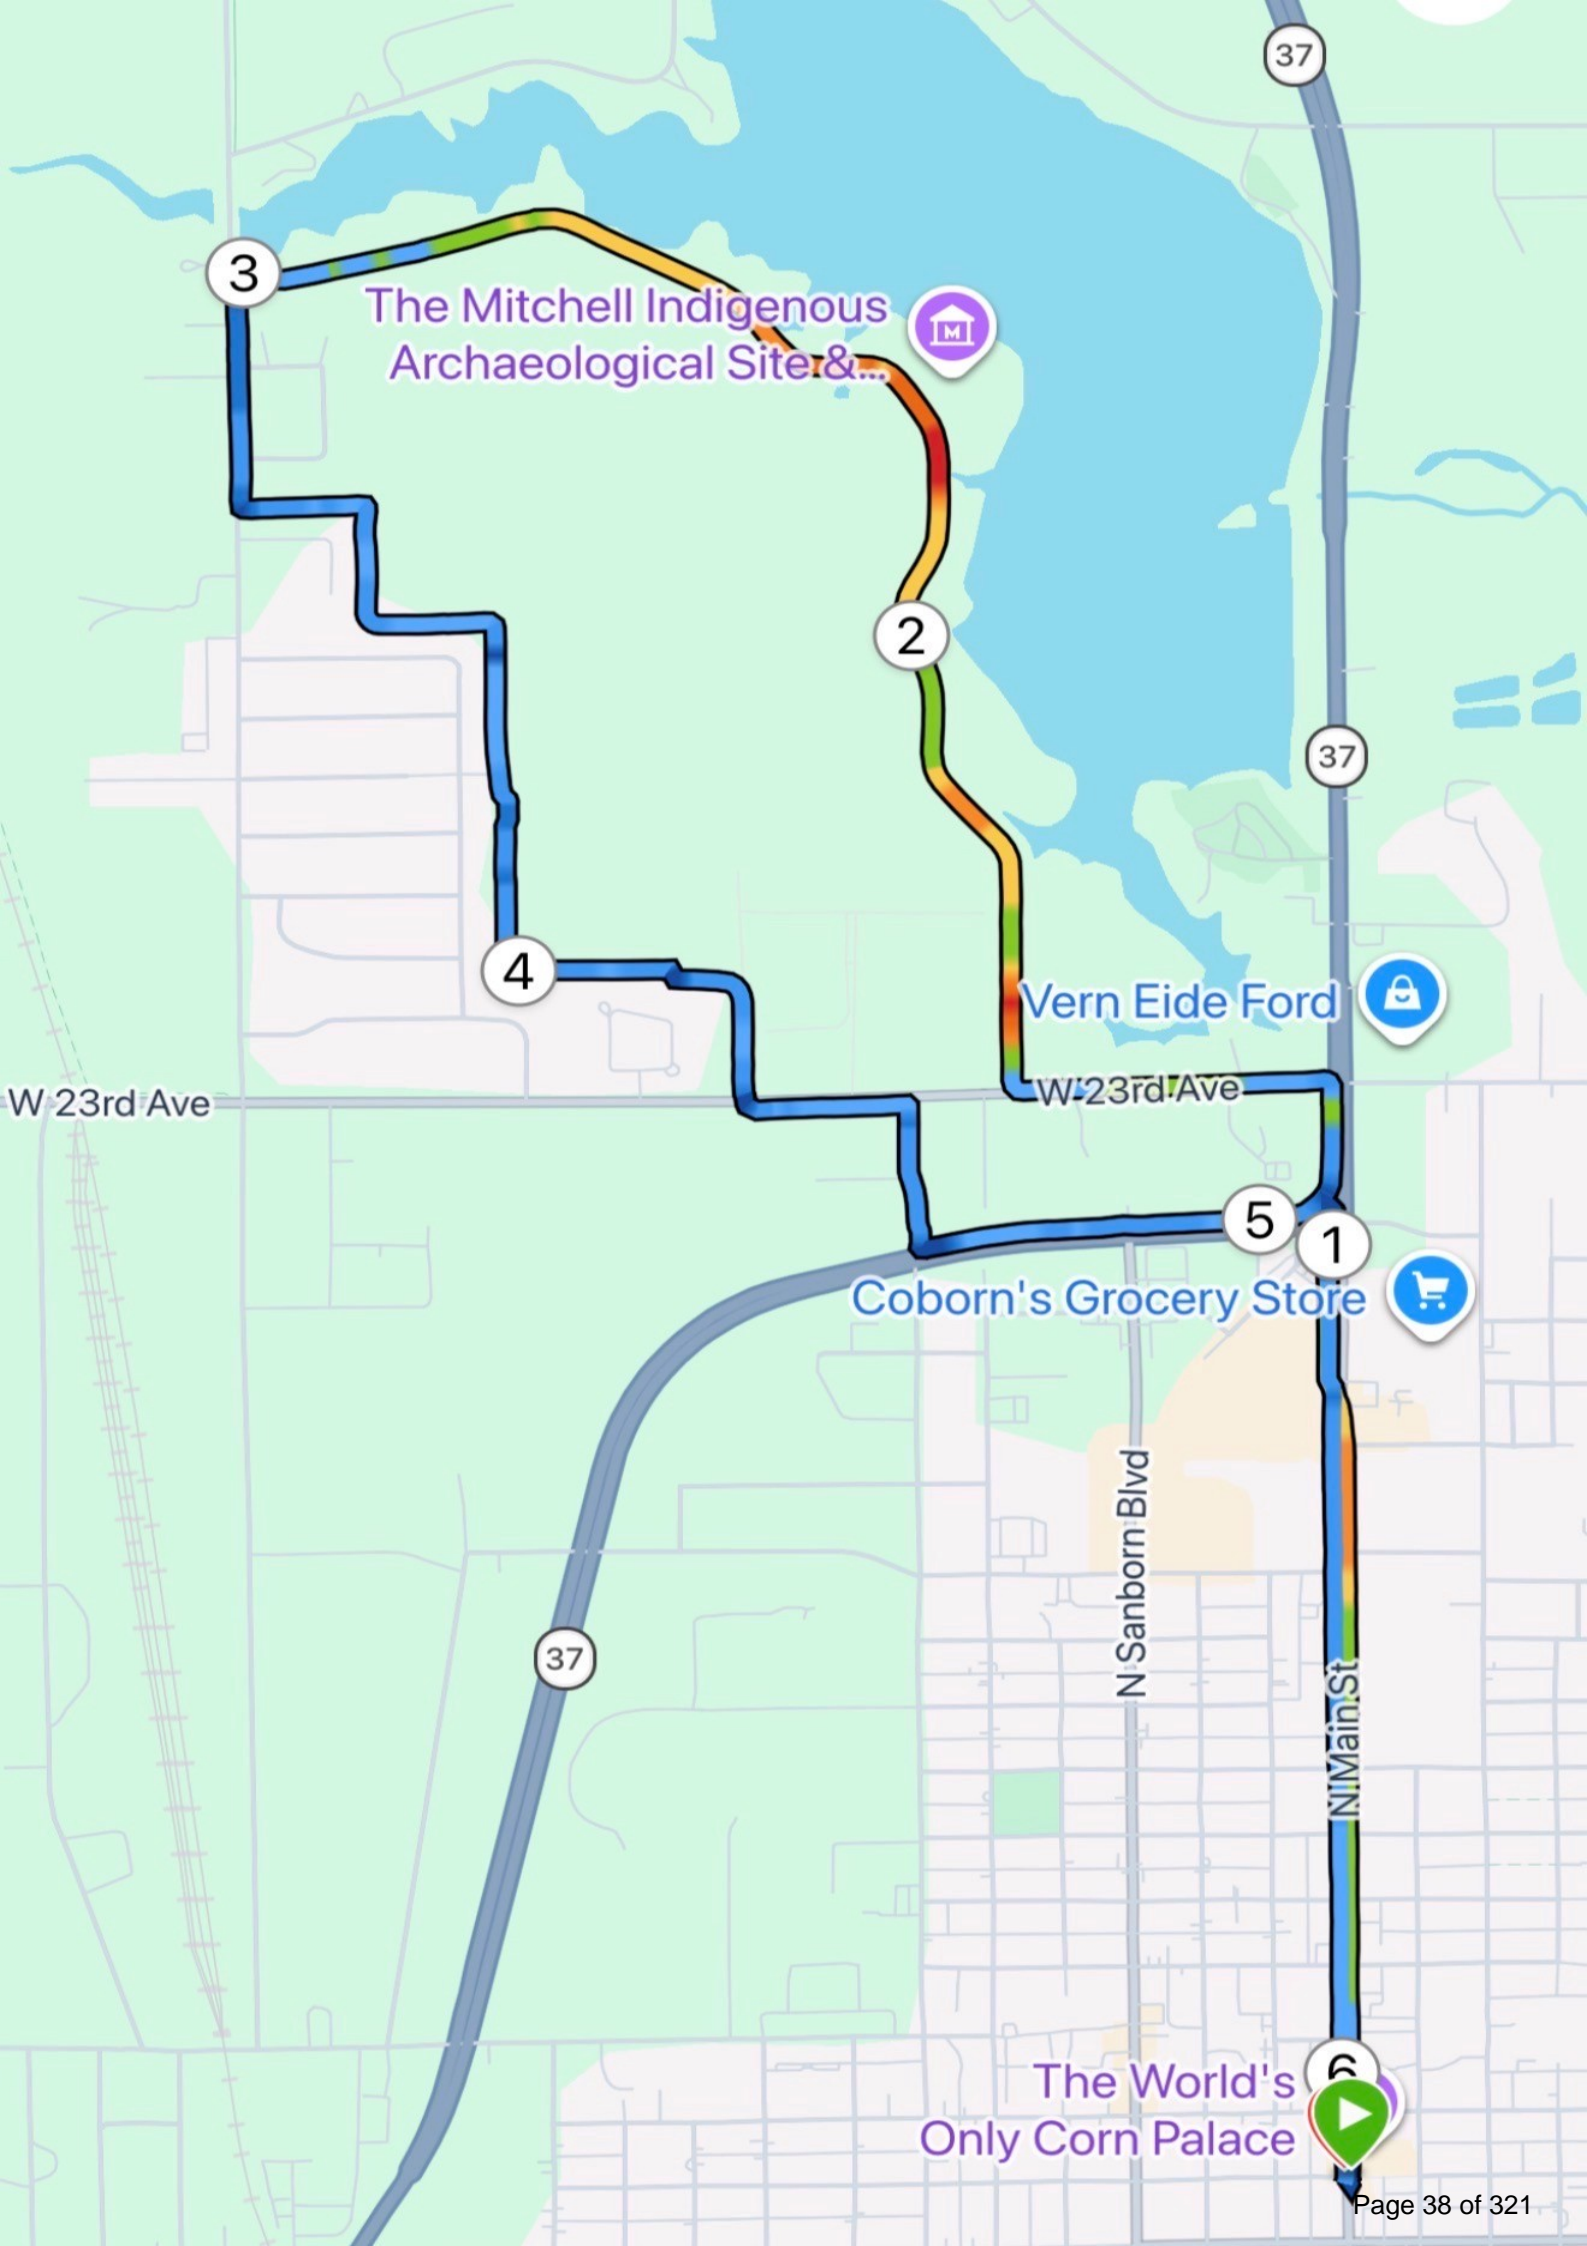 37
3
The Mitchell Indigenous
Archaeological Site &...
M
2
37
4
Vern Eide Ford
W 23rd Ave
W 23rd Ave
5
1
Coborn's Grocery Store
N Sanborn Blvd
37
N Main St
6
The World's
Only Corn Palace
Page 38 of 321